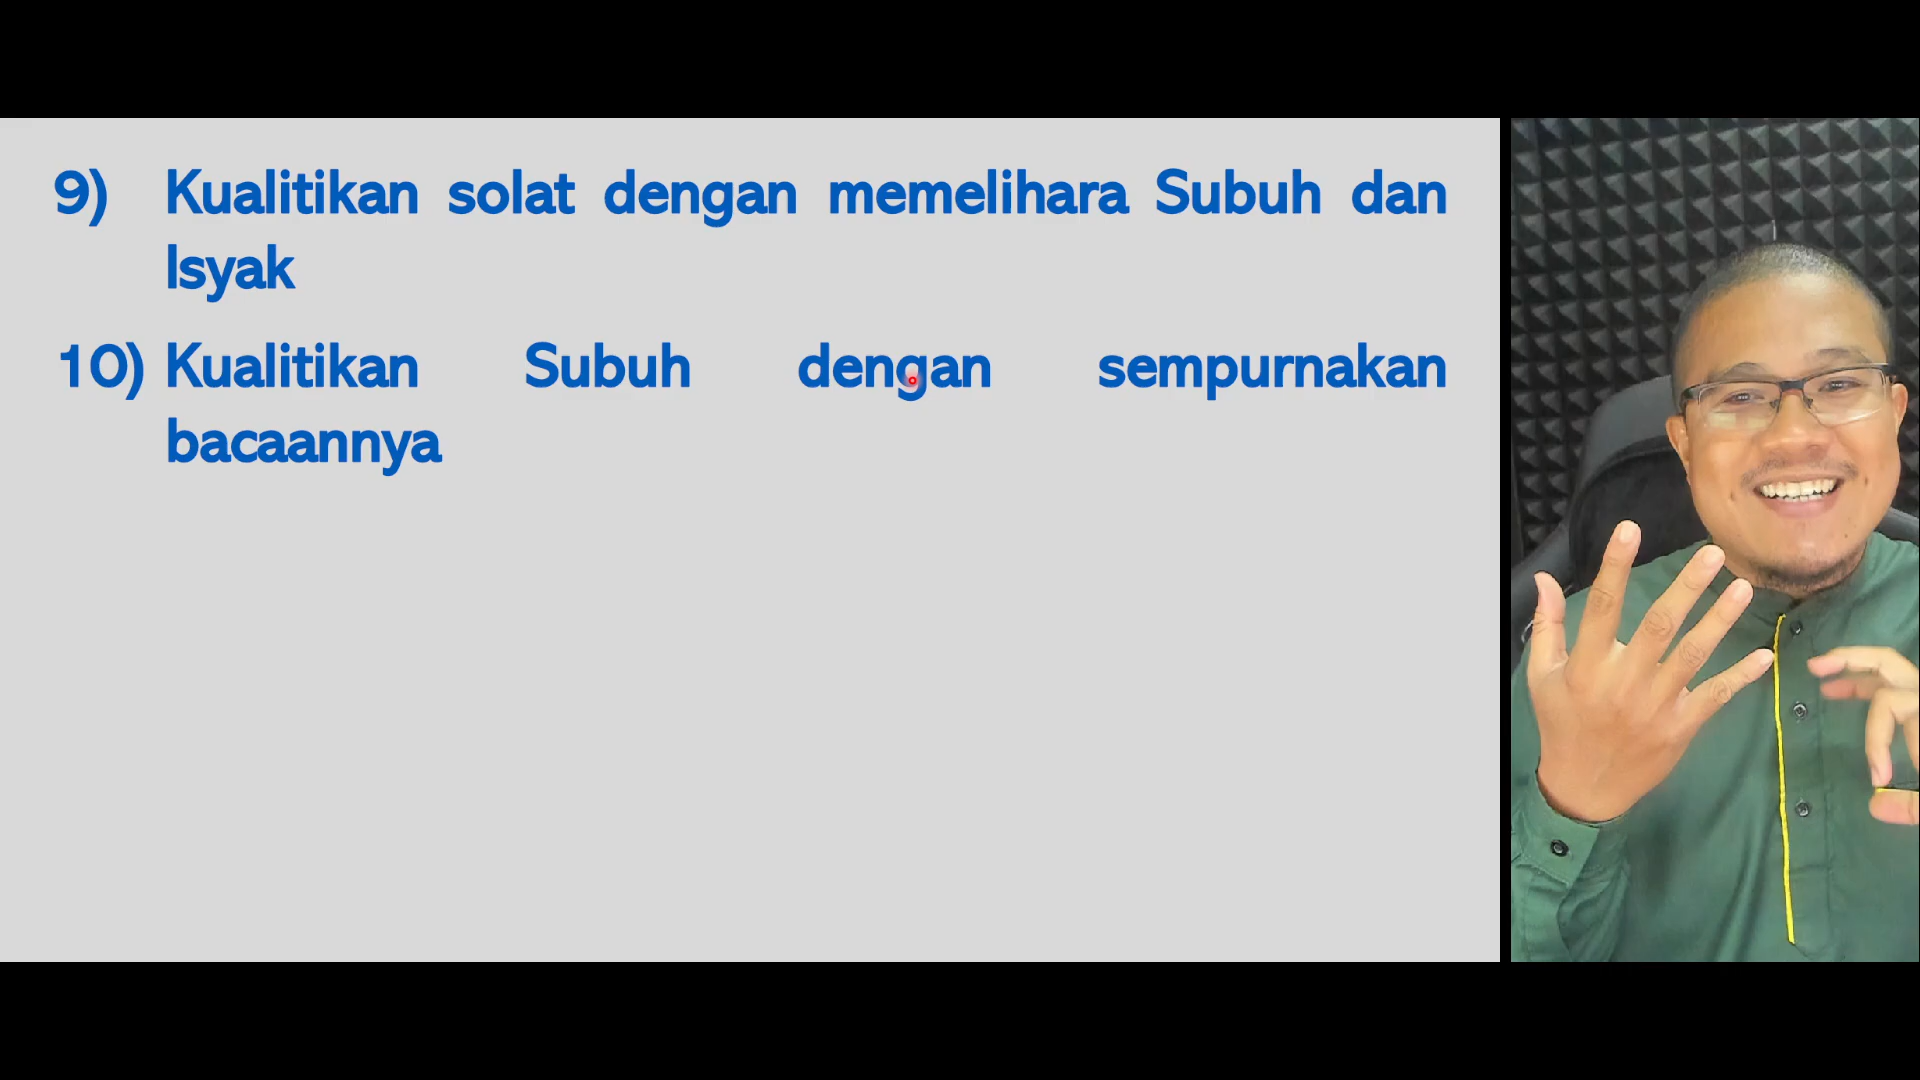 9) Kualitikan solat dengan memelihara Subuh dan
Isyak
10) Kualitikan Subuh dengan sempurnakan
bacaannya